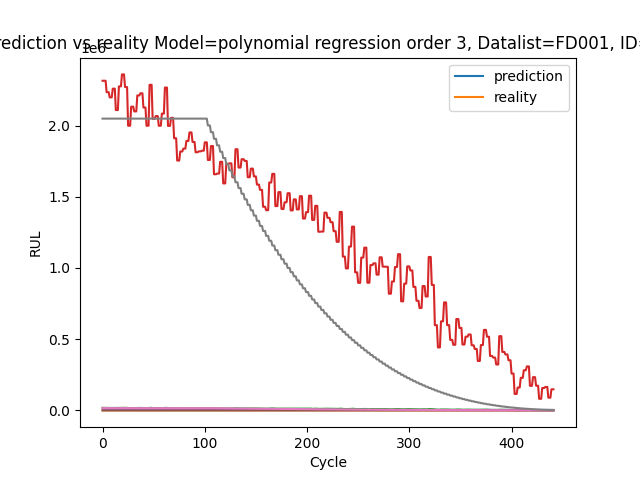 rediction vs reality Model=polynomial regression order 3, Datalist=FD001, ID=
1e6
prediction
reality
2.0
1.5
1.0
0.5
0.0
RUL
0 100 200 300 400
Cycle